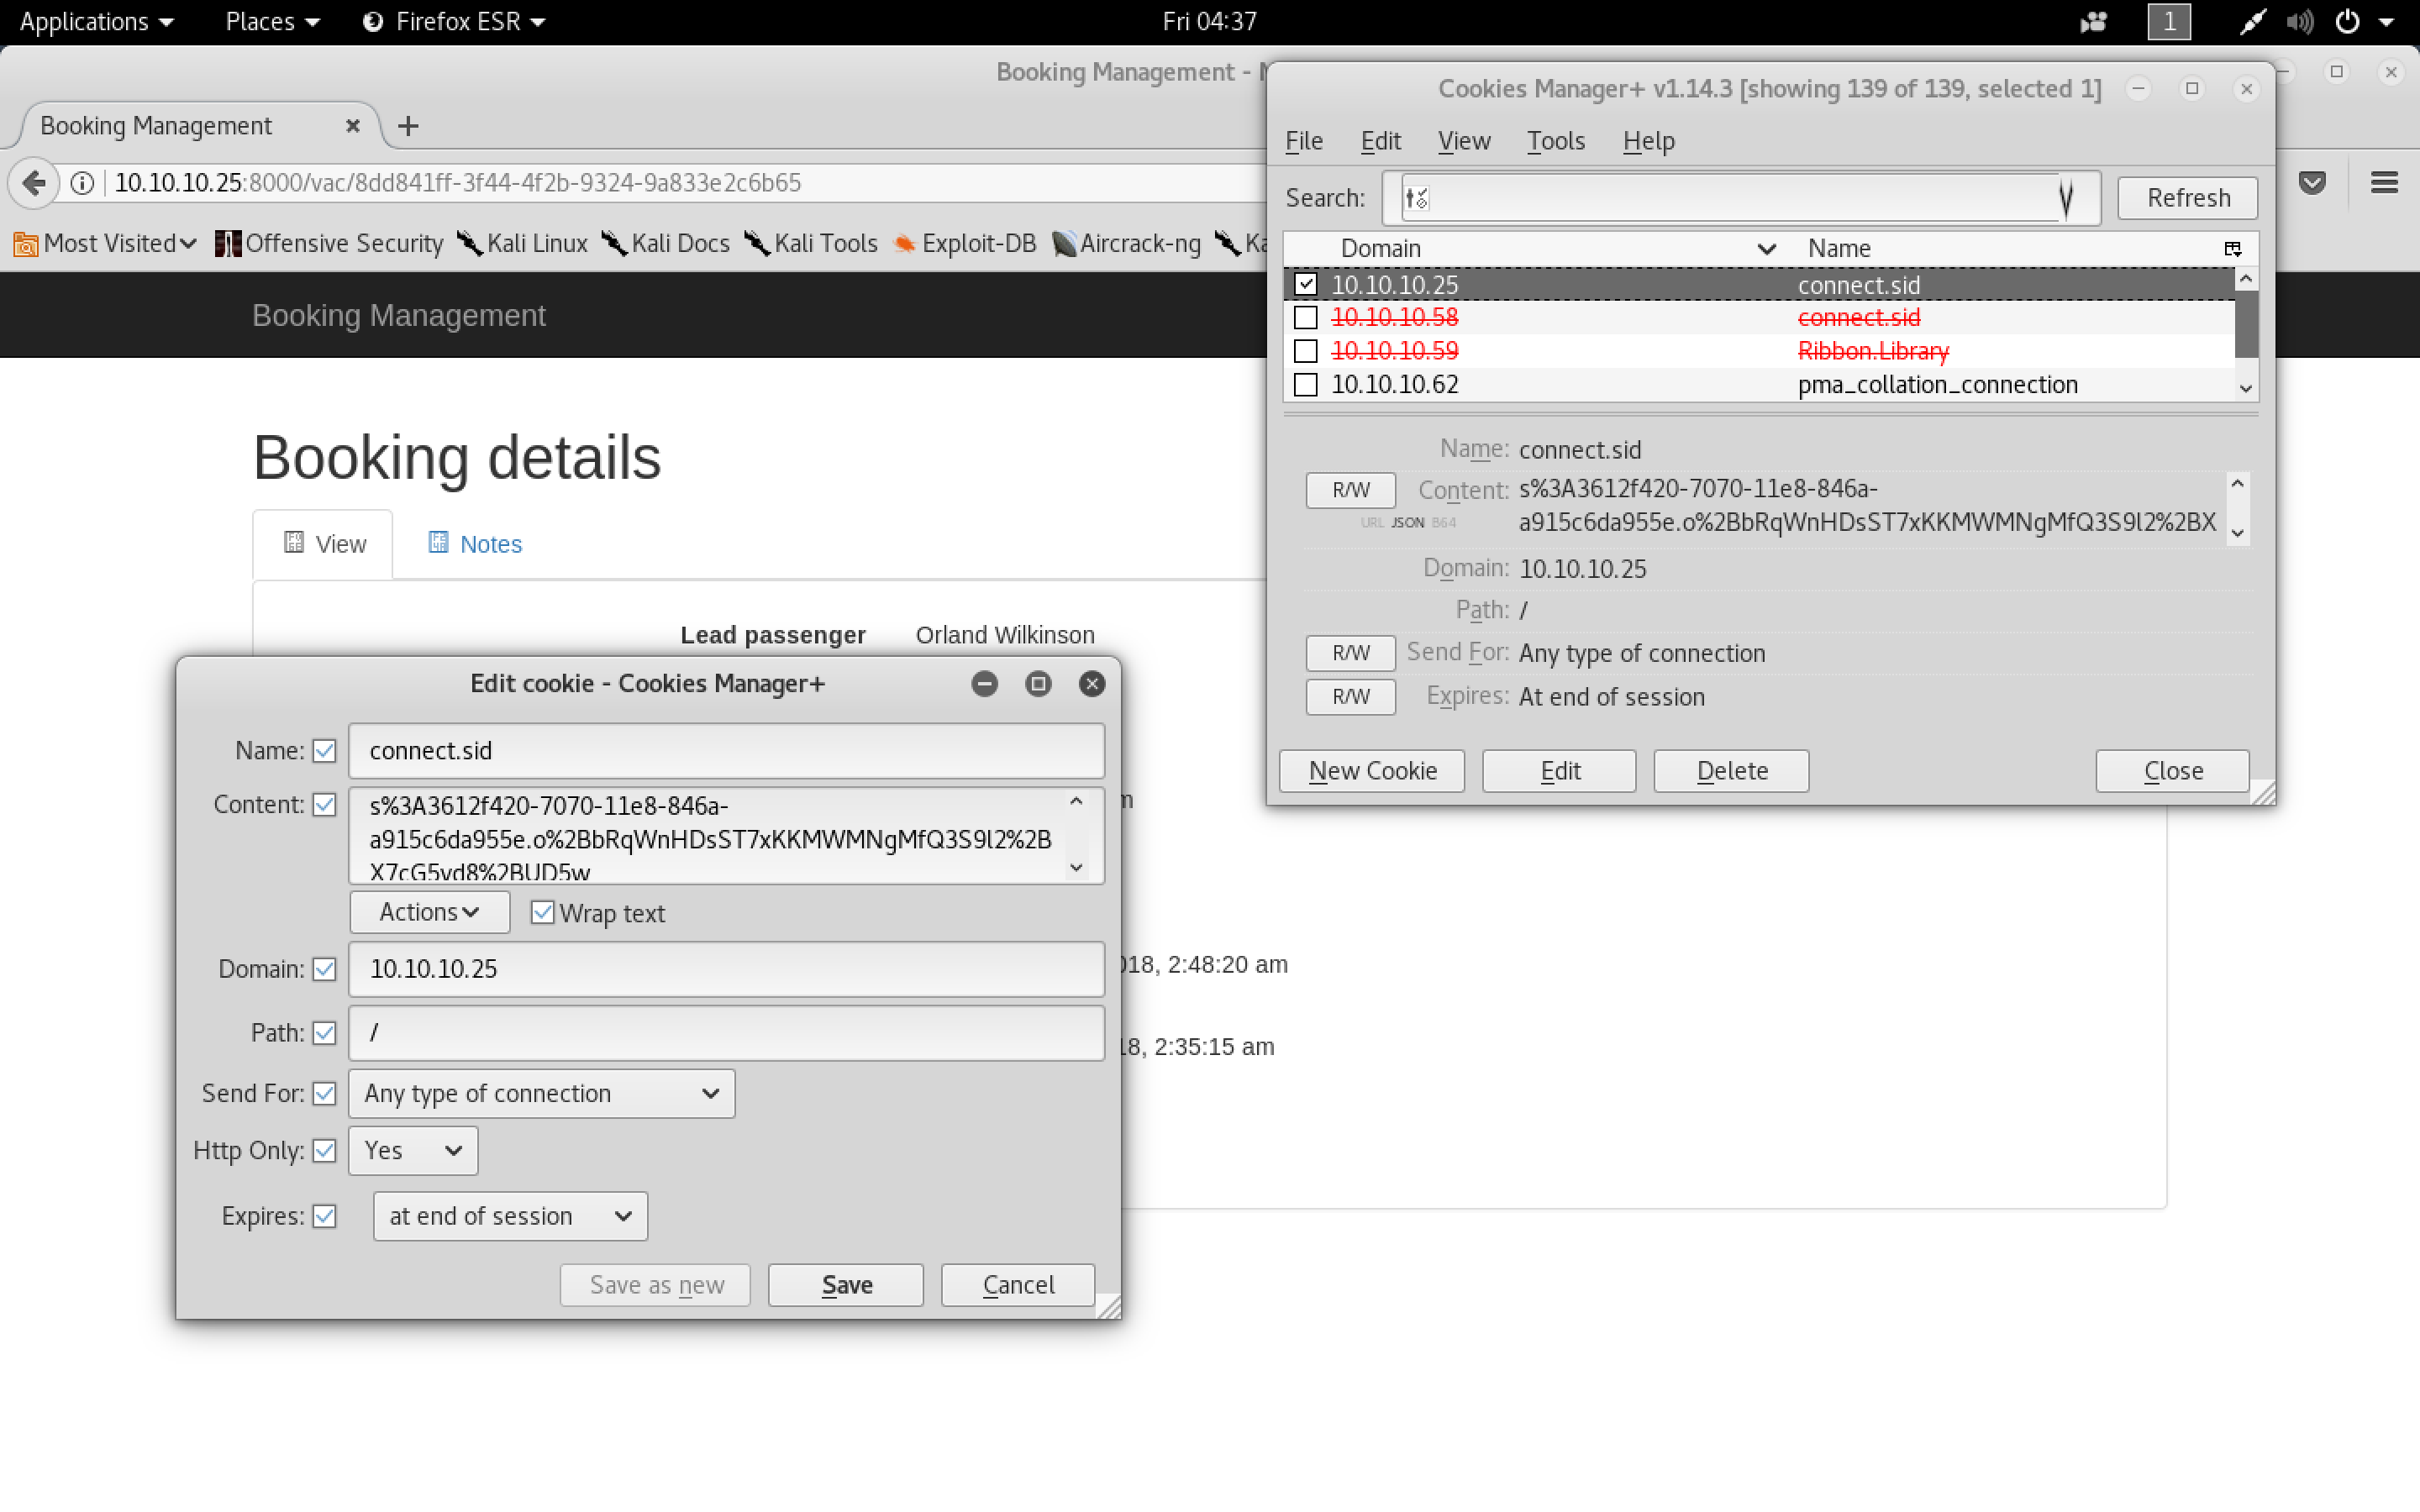 Applications Places Firefox ESR Fri 04:37 1
Booking Management -
Booking Management
10.10.10.25:8000/vac/8dd841ff-3f44-4f2b-9324-9a833e2c6b65
Most Visited Offensive Security Kali Linux Kali Docs Kali Tools Exploit-DB Aircrack-ng
Booking Management
Booking details
View Notes
Lead passenger Orland Wilkinson
2:48:20 am
2:35:15 am
Cookies Manager+ v1.14.3 [showing 139 of 139, selected 1]
File Edit View Tools Help
Search: Refresh
Domain Name
10.10.10.25 connect.sid
10.10.10.58 connect.sid
10.10.10.59 Ribbon.Library
10.10.10.62 pma_collation_connection
Name: connect.sid
R/W Content: s%3A3612f420-7070-11e8-846a-
URL JSON B64 a915c6da955e.o%2BbRqWnHDsST7xKKMWMNgMfQ3S9l2%2BX
Domain: 10.10.10.25
Path: /
R/W Send For: Any type of connection
R/W Expires: At end of session
New Cookie Edit Delete Close
Edit cookie - Cookies Manager+
Name: connect.sid
Content: s%3A3612f420-7070-11e8-846a-
a915c6da955e.o%2BbRqWnHDsST7xKKMWMNgMfQ3S9l2%2B
X7cG5vd8%2BUD5w
Actions Wrap text
Domain: 10.10.10.25
Path: /
Send For: Any type of connection
Http Only: Yes
Expires: at end of session
Save as new Save Cancel